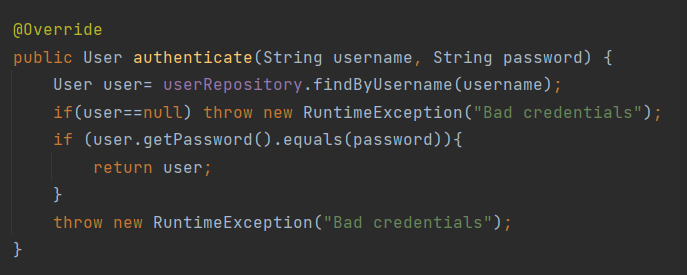 @Override
public User authenticate(String username, String password) {
User user= userRepository.findByUsername(username);
if(user==null) throw new RuntimeException("Bad credentials");
if (user.getPassword().equals(password)){
return user;
}
throw new RuntimeException("Bad credentials");
}